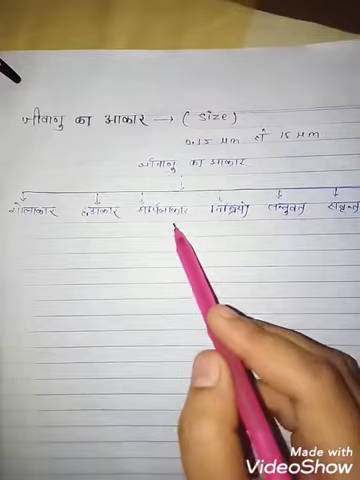 जीवाणु का आकार → (size)
0.15 μm से 15 μm
जीवाणु का आकार
गोलाकार दण्डाकार सर्पिलाकार तन्तुवत्
Made with
VideoShow